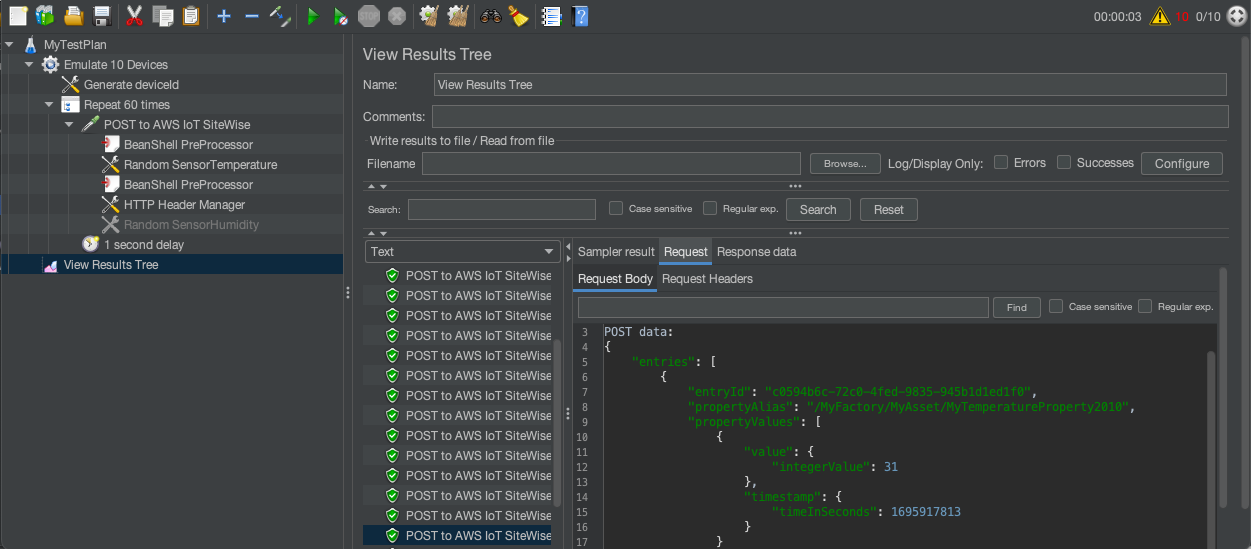 00:00:03 10 0/10
MyTestPlan
Emulate 10 Devices
Generate deviceId
Repeat 60 times
POST to AWS IoT SiteWise
BeanShell PreProcessor
Random SensorTemperature
BeanShell PreProcessor
HTTP Header Manager
Random SensorHumidity
1 second delay
View Results Tree
View Results Tree
Name: View Results Tree
Comments:
Write results to file / Read from file
Filename Browse... Log/Display Only: Errors Successes Configure
Search: Case sensitive Regular exp. Search Reset
Text
POST to AWS IoT SiteWise
POST to AWS IoT SiteWise
POST to AWS IoT SiteWise
POST to AWS IoT SiteWise
POST to AWS IoT SiteWise
POST to AWS IoT SiteWise
POST to AWS IoT SiteWise
POST to AWS IoT SiteWise
POST to AWS IoT SiteWise
POST to AWS IoT SiteWise
POST to AWS IoT SiteWise
POST to AWS IoT SiteWise
POST to AWS IoT SiteWise
POST to AWS IoT SiteWise
Sampler result Request Response data
Request Body Request Headers
Find Case sensitive Regular exp.
3 POST data:
4 {
5 "entries": [
6 {
7 "entryId": "c0594b6c-72c0-4fed-9835-945b1d1ed1f0",
8 "propertyAlias": "/MyFactory/MyAsset/MyTemperatureProperty2010",
9 "propertyValues": [
10 {
11 "value": {
12 "integerValue": 31
13 },
14 "timestamp": {
15 "timeInSeconds": 1695917813
16 }
17 }